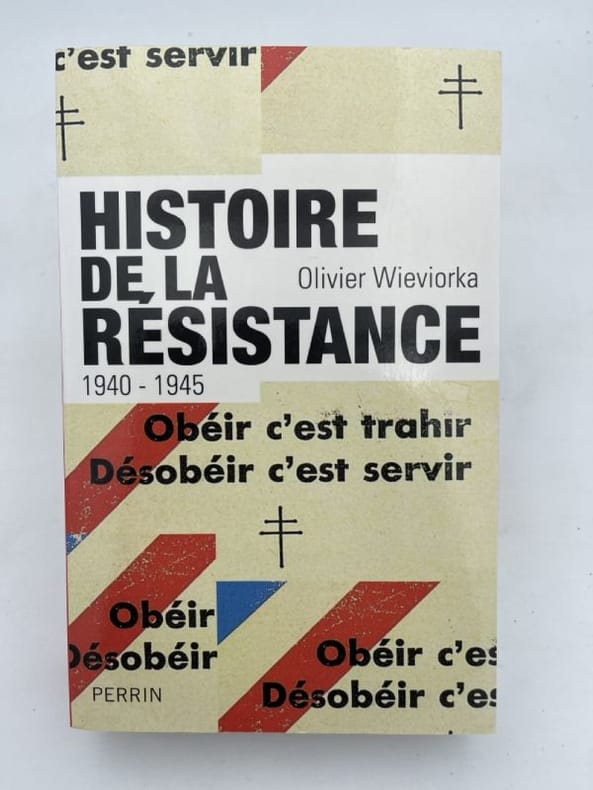 c'est servir
HISTOIRE
DE LA
Olivier Wieviorka
RÉSISTANCE
1940 - 1945
Obéir c'est trahir
Désobéir c'est servir
Obéir
Désobéir
Obéir c'es
Désobéir c'es
PERRIN